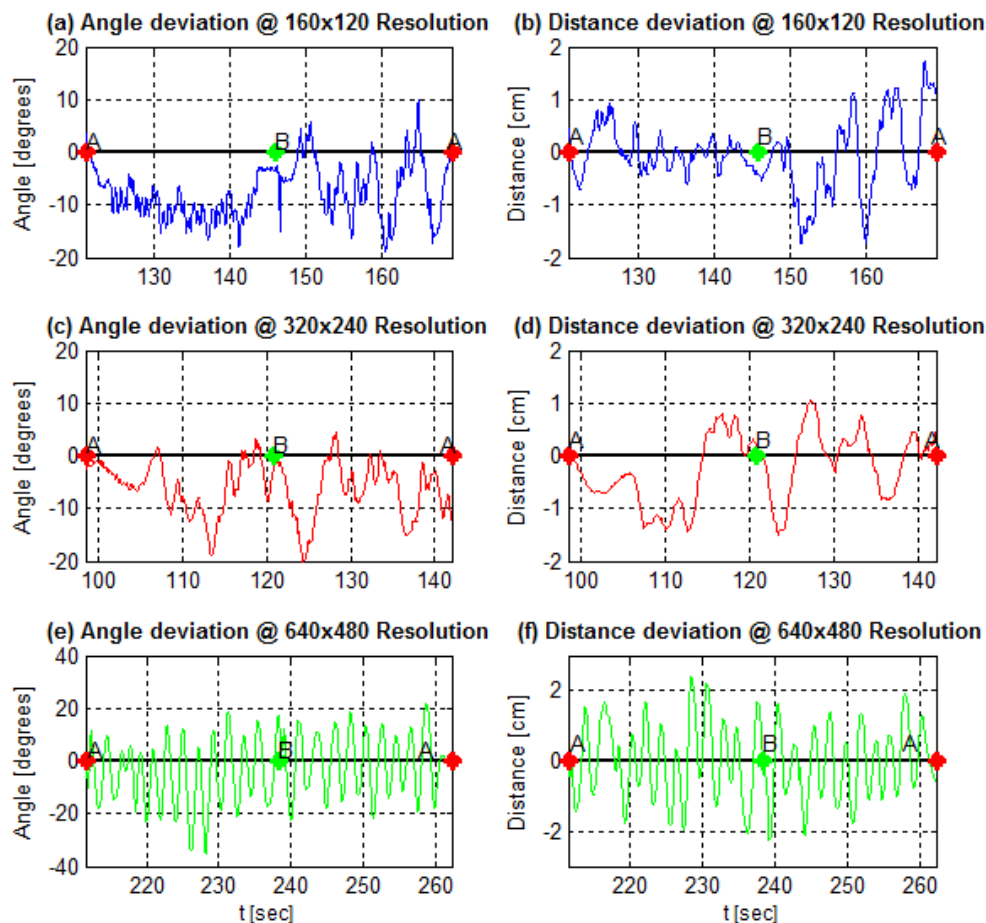 (a) Angle deviation @ 160x120 Resolution
Angle [degrees]
20
10
0
-10
-20
A
B
A
130
140
150
160
(b) Distance deviation @ 160x120 Resolution
Distance [cm]
2
1
0
-1
-2
A
B
A
130
140
150
160
(c) Angle deviation @ 320x240 Resolution
Angle [degrees]
20
10
0
-10
-20
A
B
A
100
110
120
130
140
(d) Distance deviation @ 320x240 Resolution
Distance [cm]
2
1
0
-1
-2
A
B
A
100
110
120
130
140
(e) Angle deviation @ 640x480 Resolution
Angle [degrees]
40
20
0
-20
-40
A
B
A
220
230
240
250
260
t [sec]
(f) Distance deviation @ 640x480 Resolution
Distance [cm]
2
0
-2
A
B
A
220
230
240
250
260
t [sec]